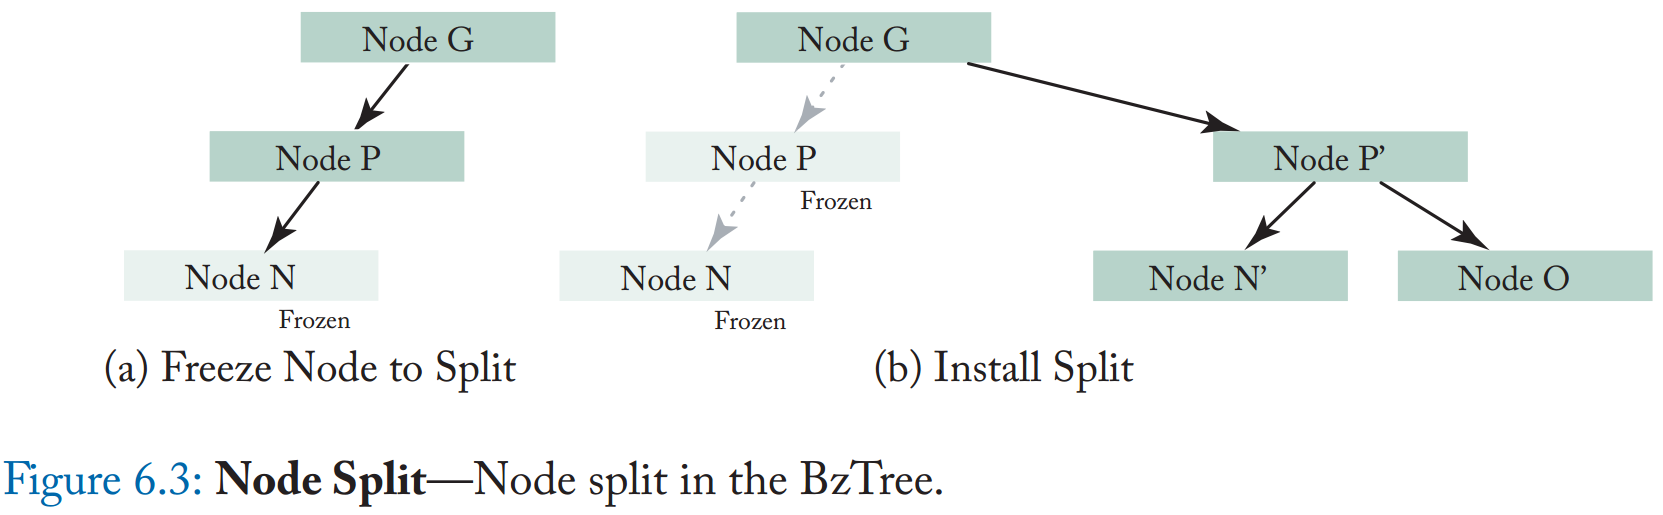 Node G
Node P
Node N
Frozen
(a) Freeze Node to Split
Node G
Node P
Frozen
Node N
Frozen
Node P’
Node N’
Node O
(b) Install Split
Figure 6.3: Node Split—Node split in the BzTree.